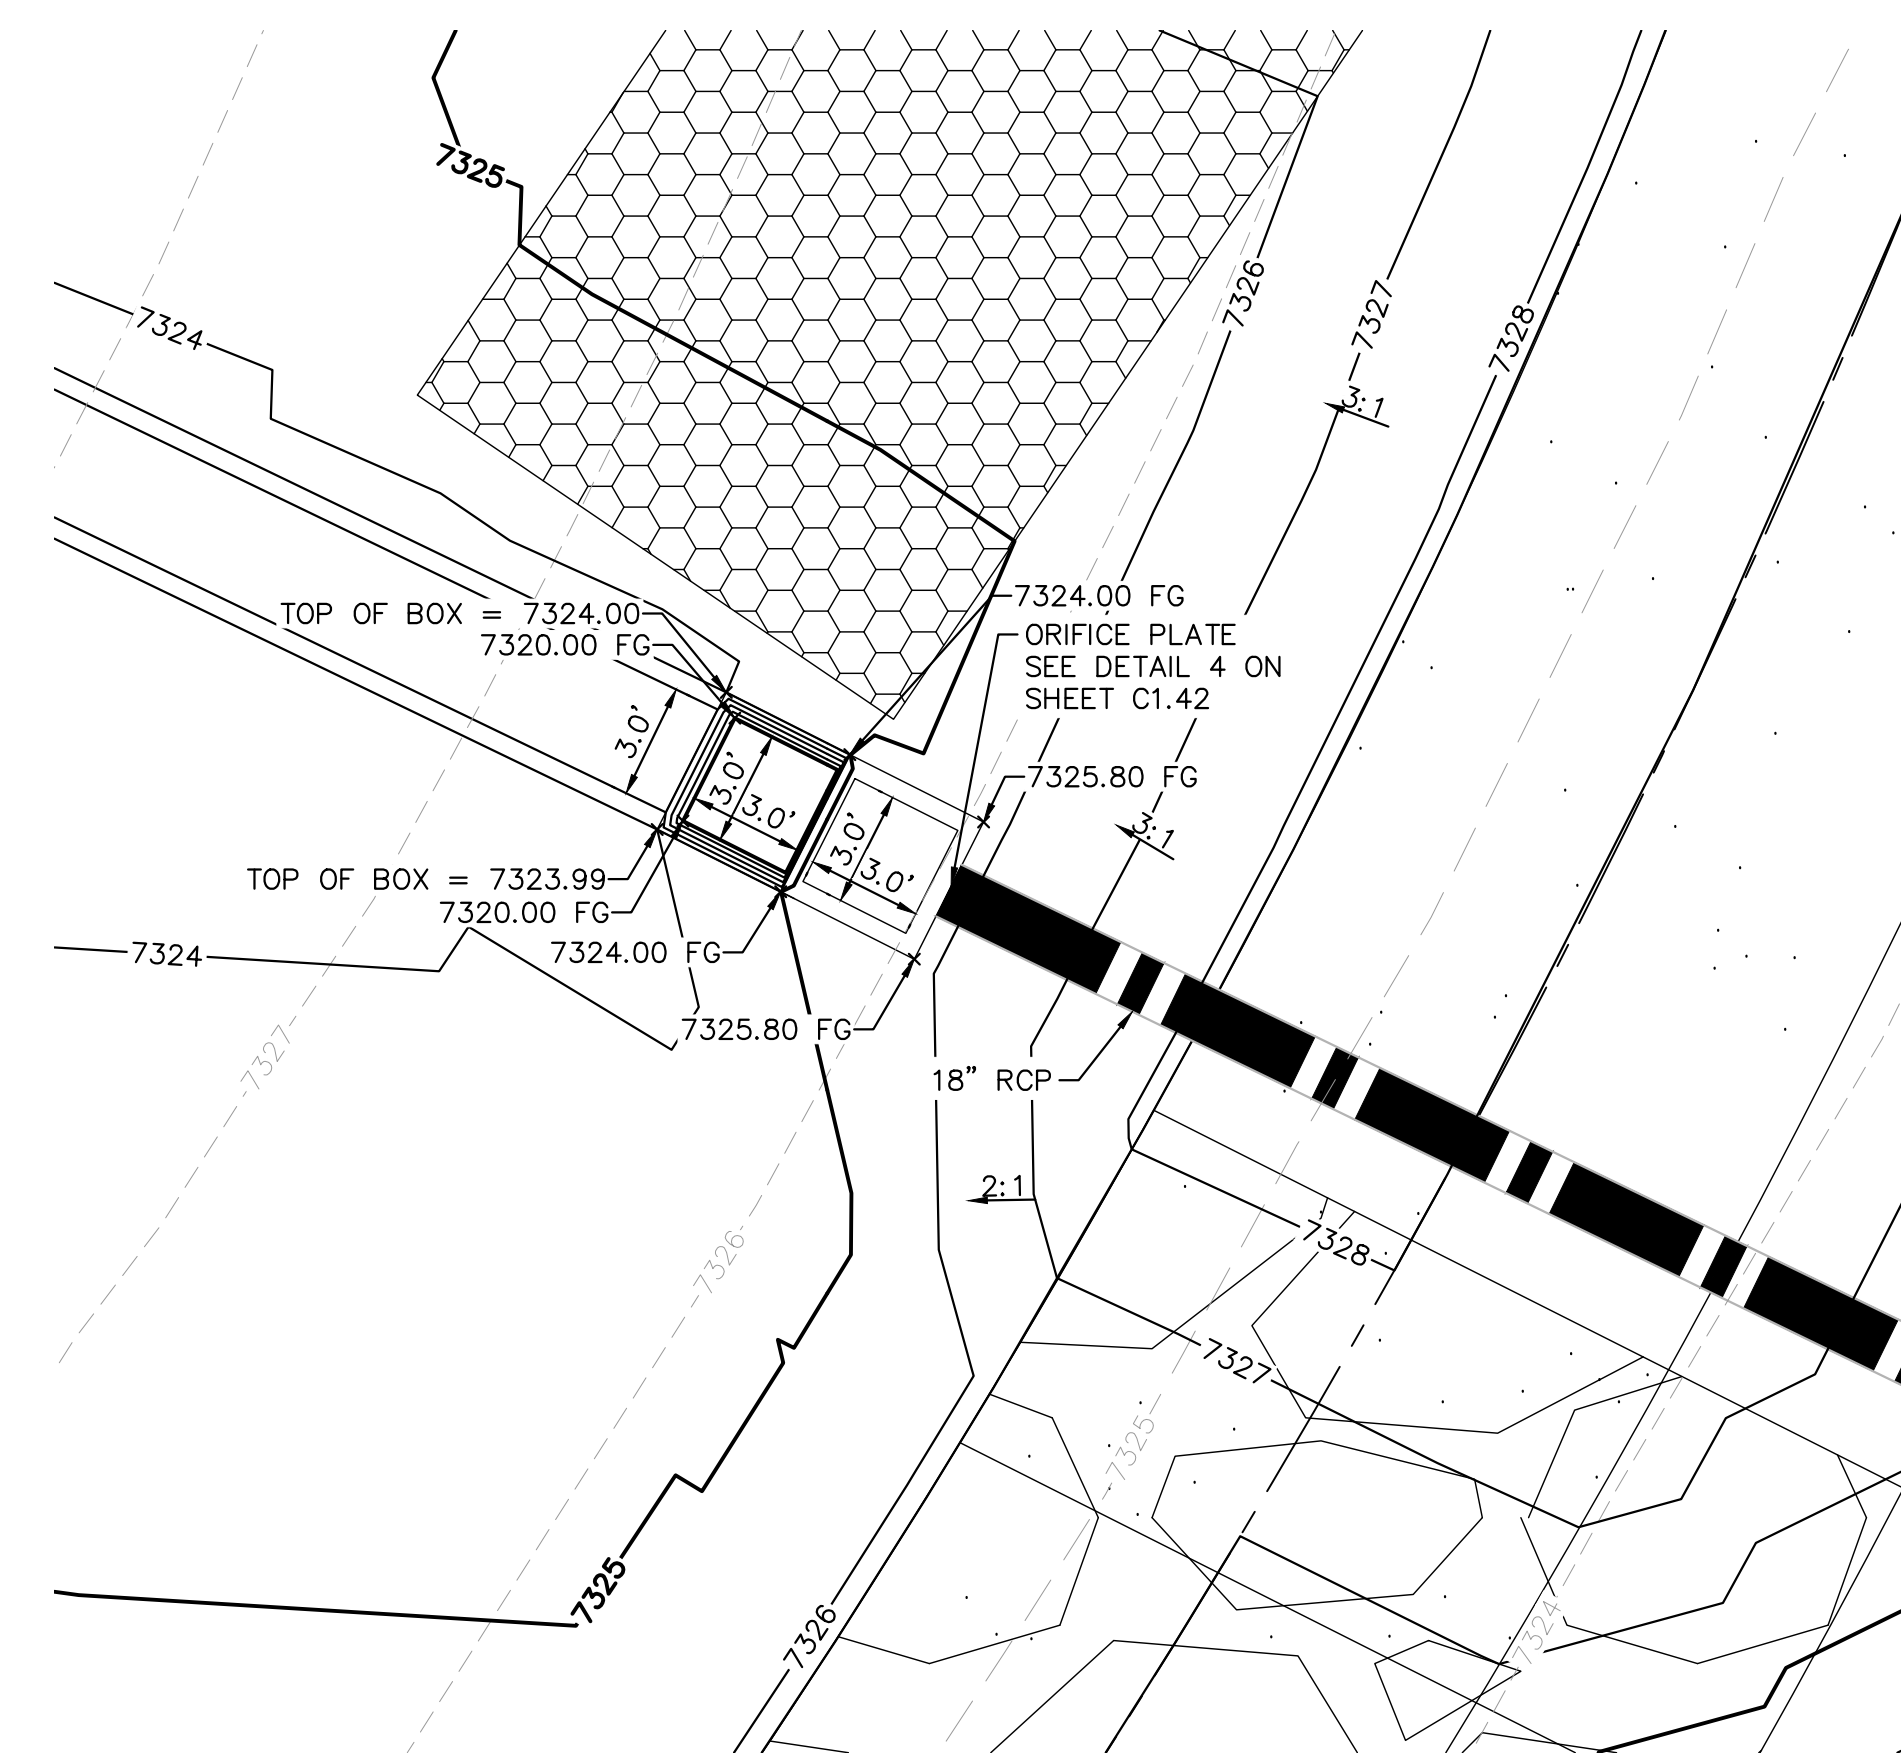 7325
7326
7327
7328
7324
3:1
TOP OF BOX = 7324.00
7320.00 FG
7324.00 FG
ORIFICE PLATE
SEE DETAIL 4 ON
SHEET C1.42
3.0'
3.0'
3.0'
7325.80 FG
3.0'
3.0'
3:1
TOP OF BOX = 7323.99
7320.00 FG
7324.00 FG
7324
7325.80 FG
7327
18" RCP
2:1
7328
7326
7327
7325
7325
7326
7324